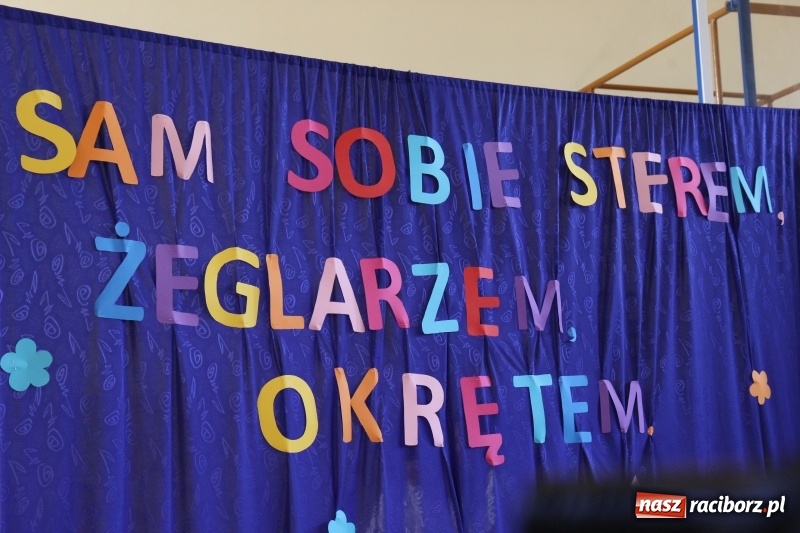 SAM SOBIE STEREM,
ŻEGLARZEM,
OKRĘTEM.
nasz raciborz.pl